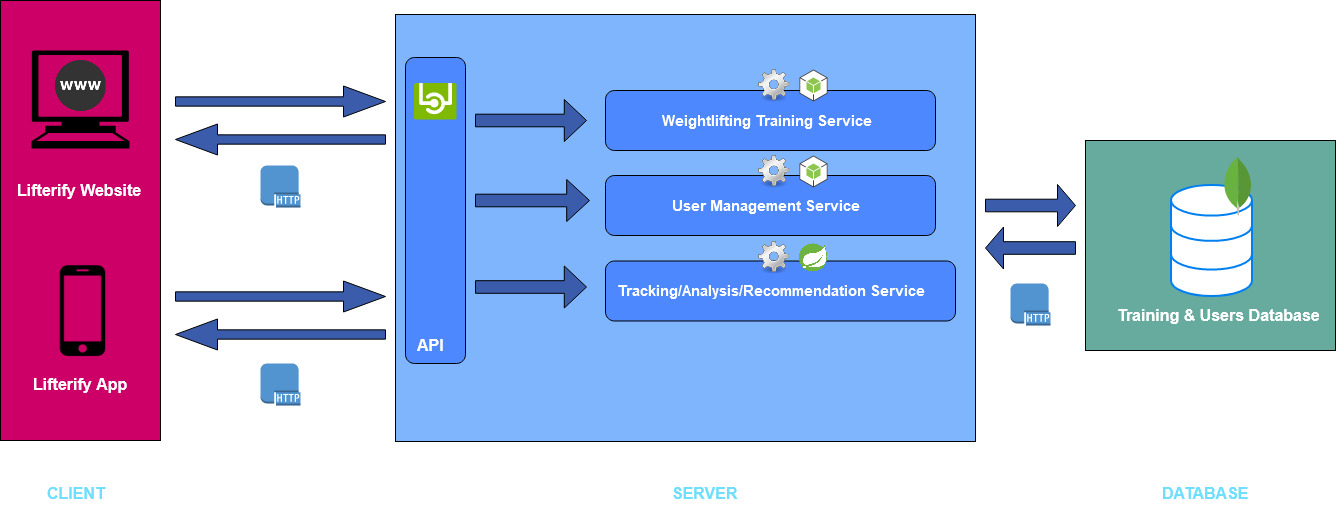 WWW
Lifterify Website
HTTP
Lifterify App
HTTP
API
Weightlifting Training Service
User Management Service
Tracking/Analysis/Recommendation Service
HTTP
Training & Users Database
CLIENT
SERVER
DATABASE